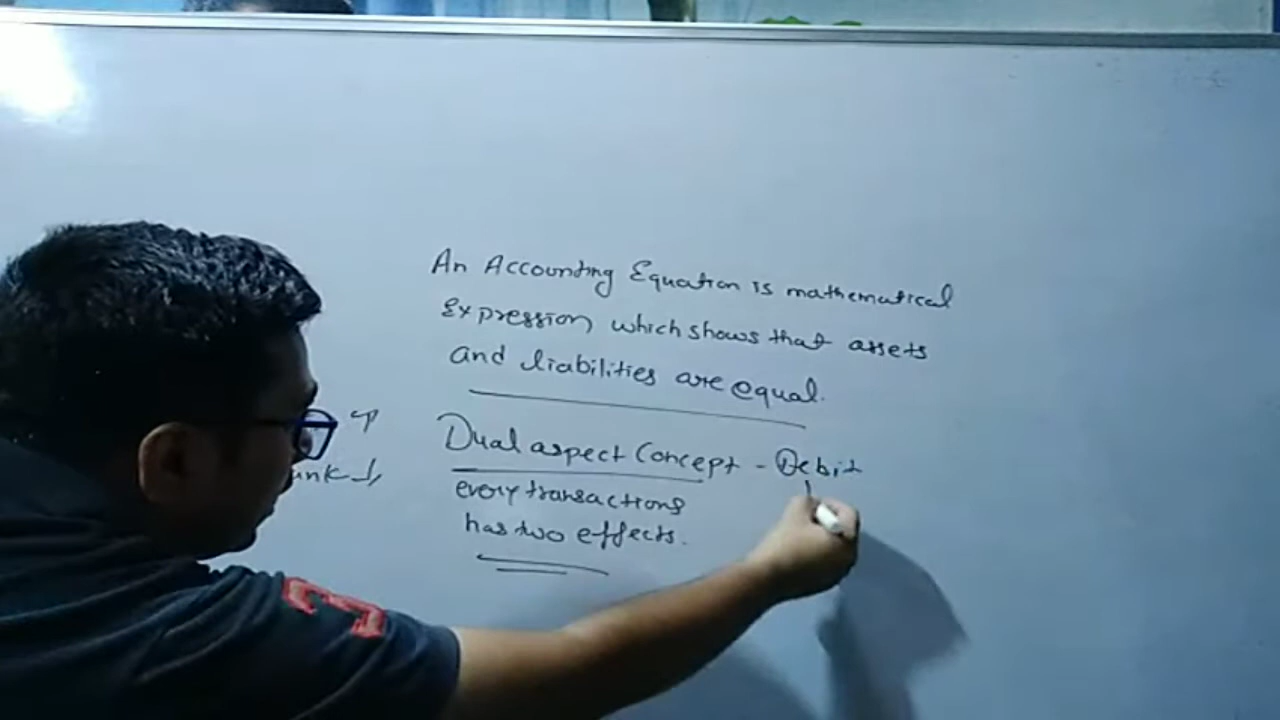 An Accounting Equation is mathematical
Expression which shows that assets
and liabilities are equal.
Dual aspect Concept - Debit
every transactions
has two effects.